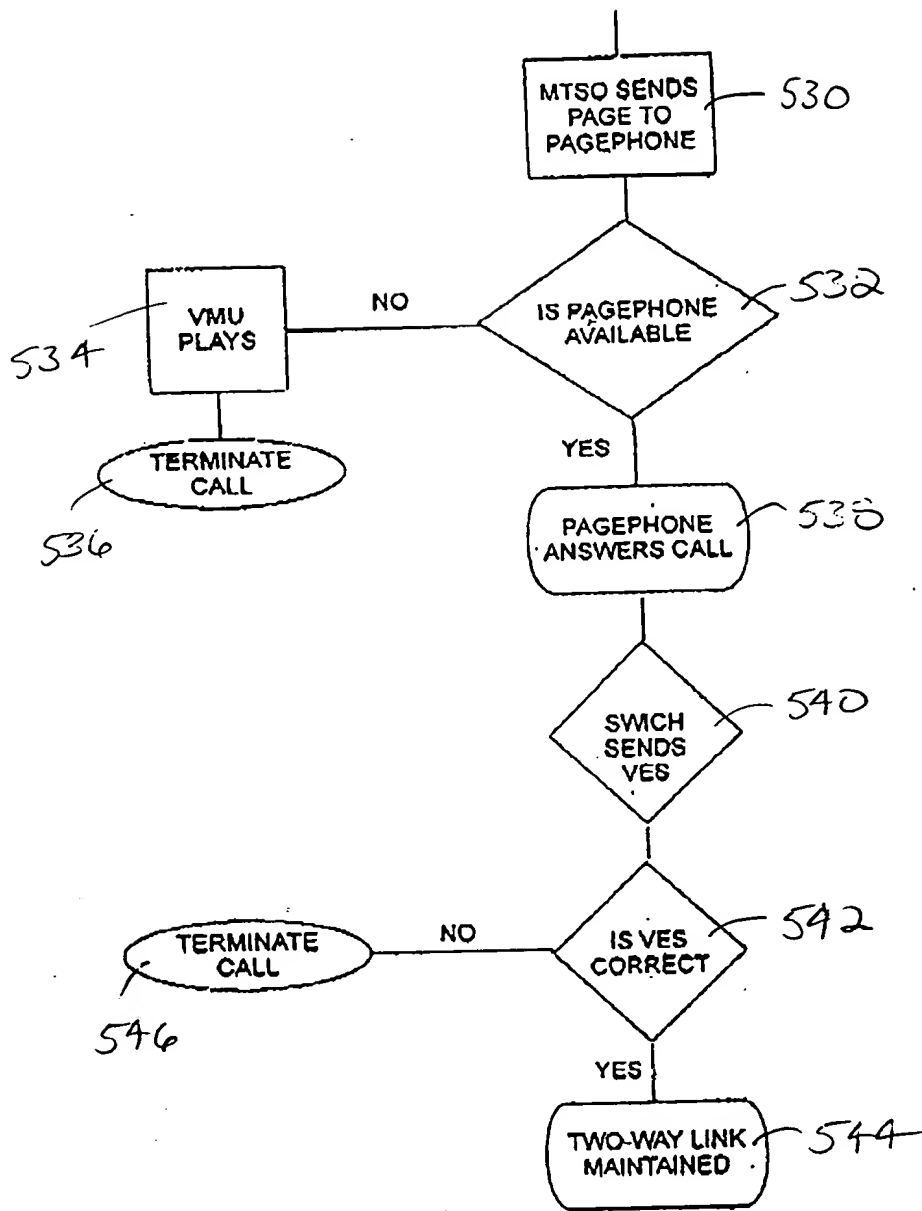 MTSO SENDS
PAGE TO
PAGEPHONE
530
IS PAGEPHONE
AVAILABLE
532
NO
VMU
PLAYS
534
TERMINATE
CALL
536
YES
PAGEPHONE
ANSWERS CALL
538
SWICH
SENDS
VES
540
IS VES
CORRECT
542
NO
TERMINATE
CALL
546
YES
TWO-WAY LINK
MAINTAINED
544